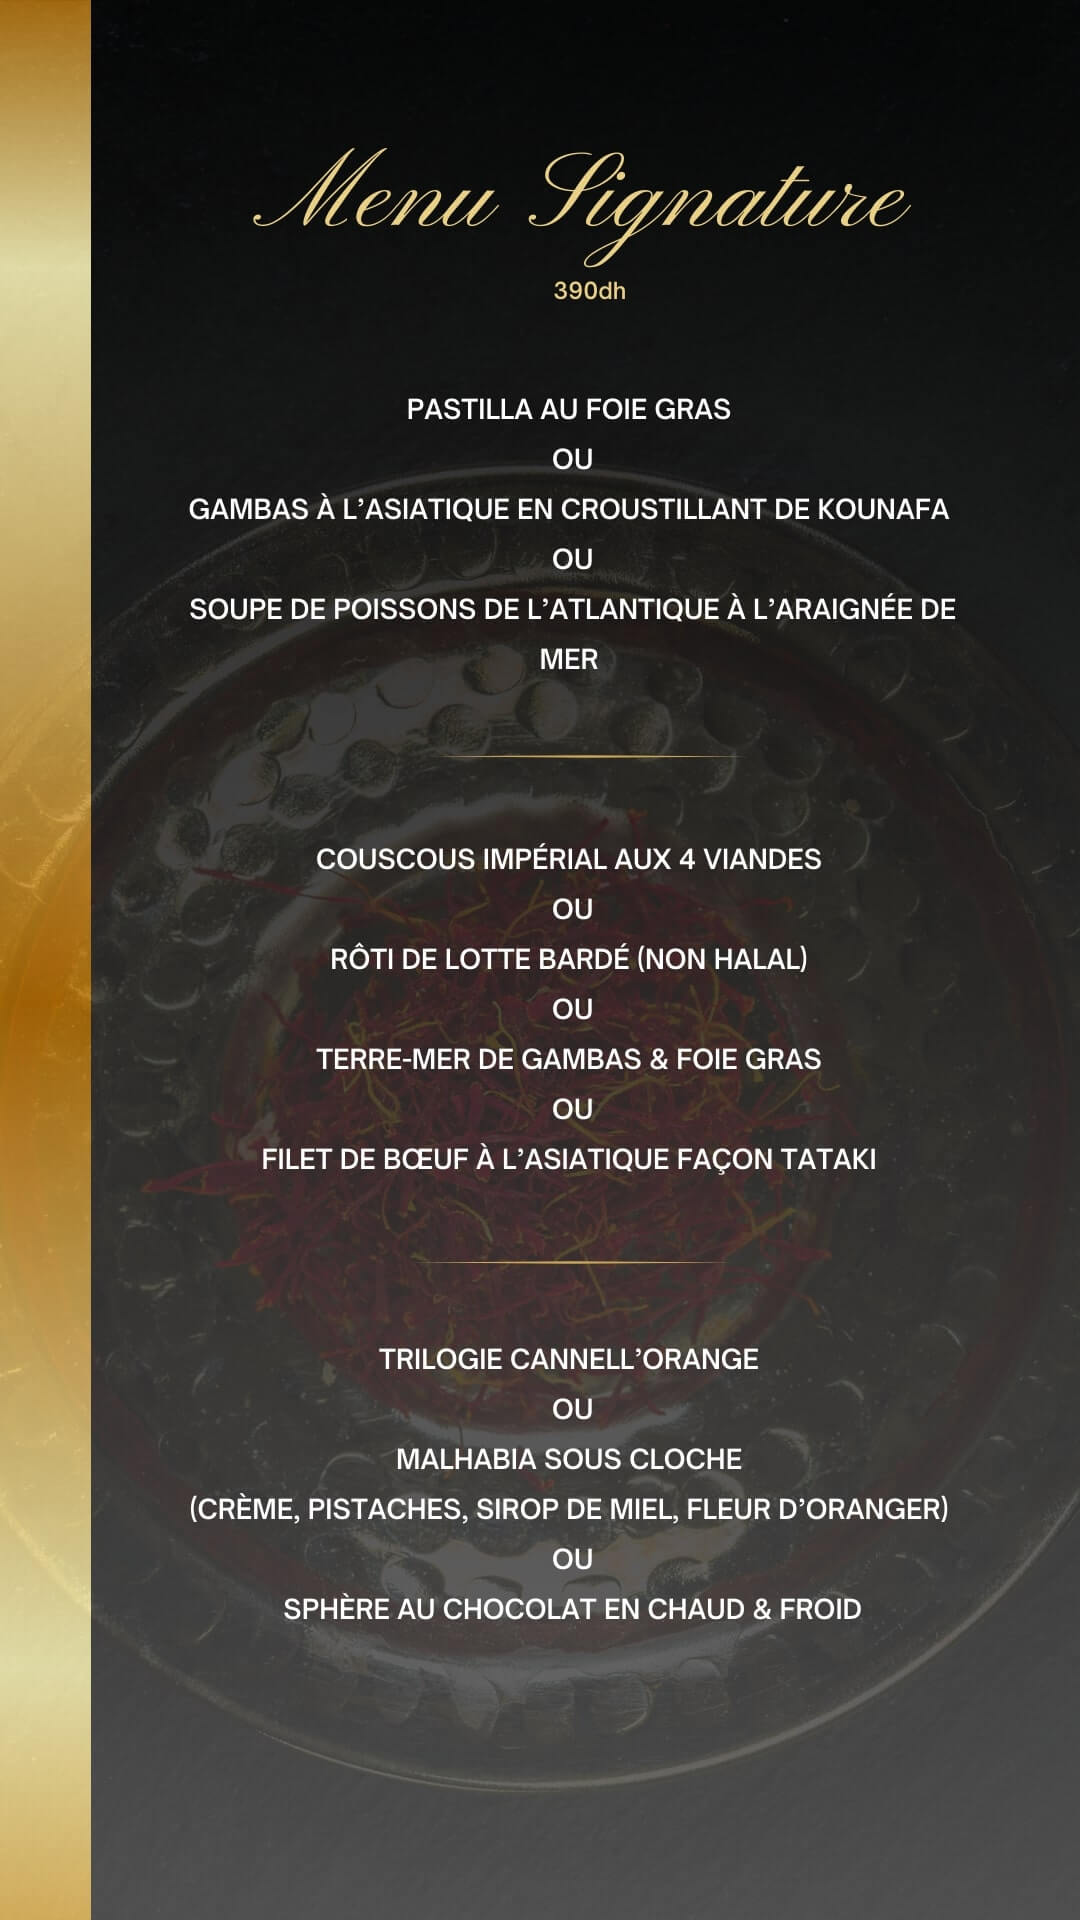 Menu Signature
390dh
PASTILLA AU FOIE GRAS
OU
GAMBAS À L’ASIATIQUE EN CROUSTILLANT DE KOUNAFA
OU
SOUPE DE POISSONS DE L’ATLANTIQUE À L’ARAIGNÉE DE
MER
COUSCOUS IMPÉRIAL AUX 4 VIANDES
OU
RÔTI DE LOTTE BARDÉ (NON HALAL)
OU
TERRE-MER DE GAMBAS & FOIE GRAS
OU
FILET DE BŒUF À L’ASIATIQUE FAÇON TATAKI
TRILOGIE CANNELL’ORANGE
OU
MALHABIA SOUS CLOCHE
(CRÈME, PISTACHES, SIROP DE MIEL, FLEUR D’ORANGER)
OU
SPHÈRE AU CHOCOLAT EN CHAUD & FROID